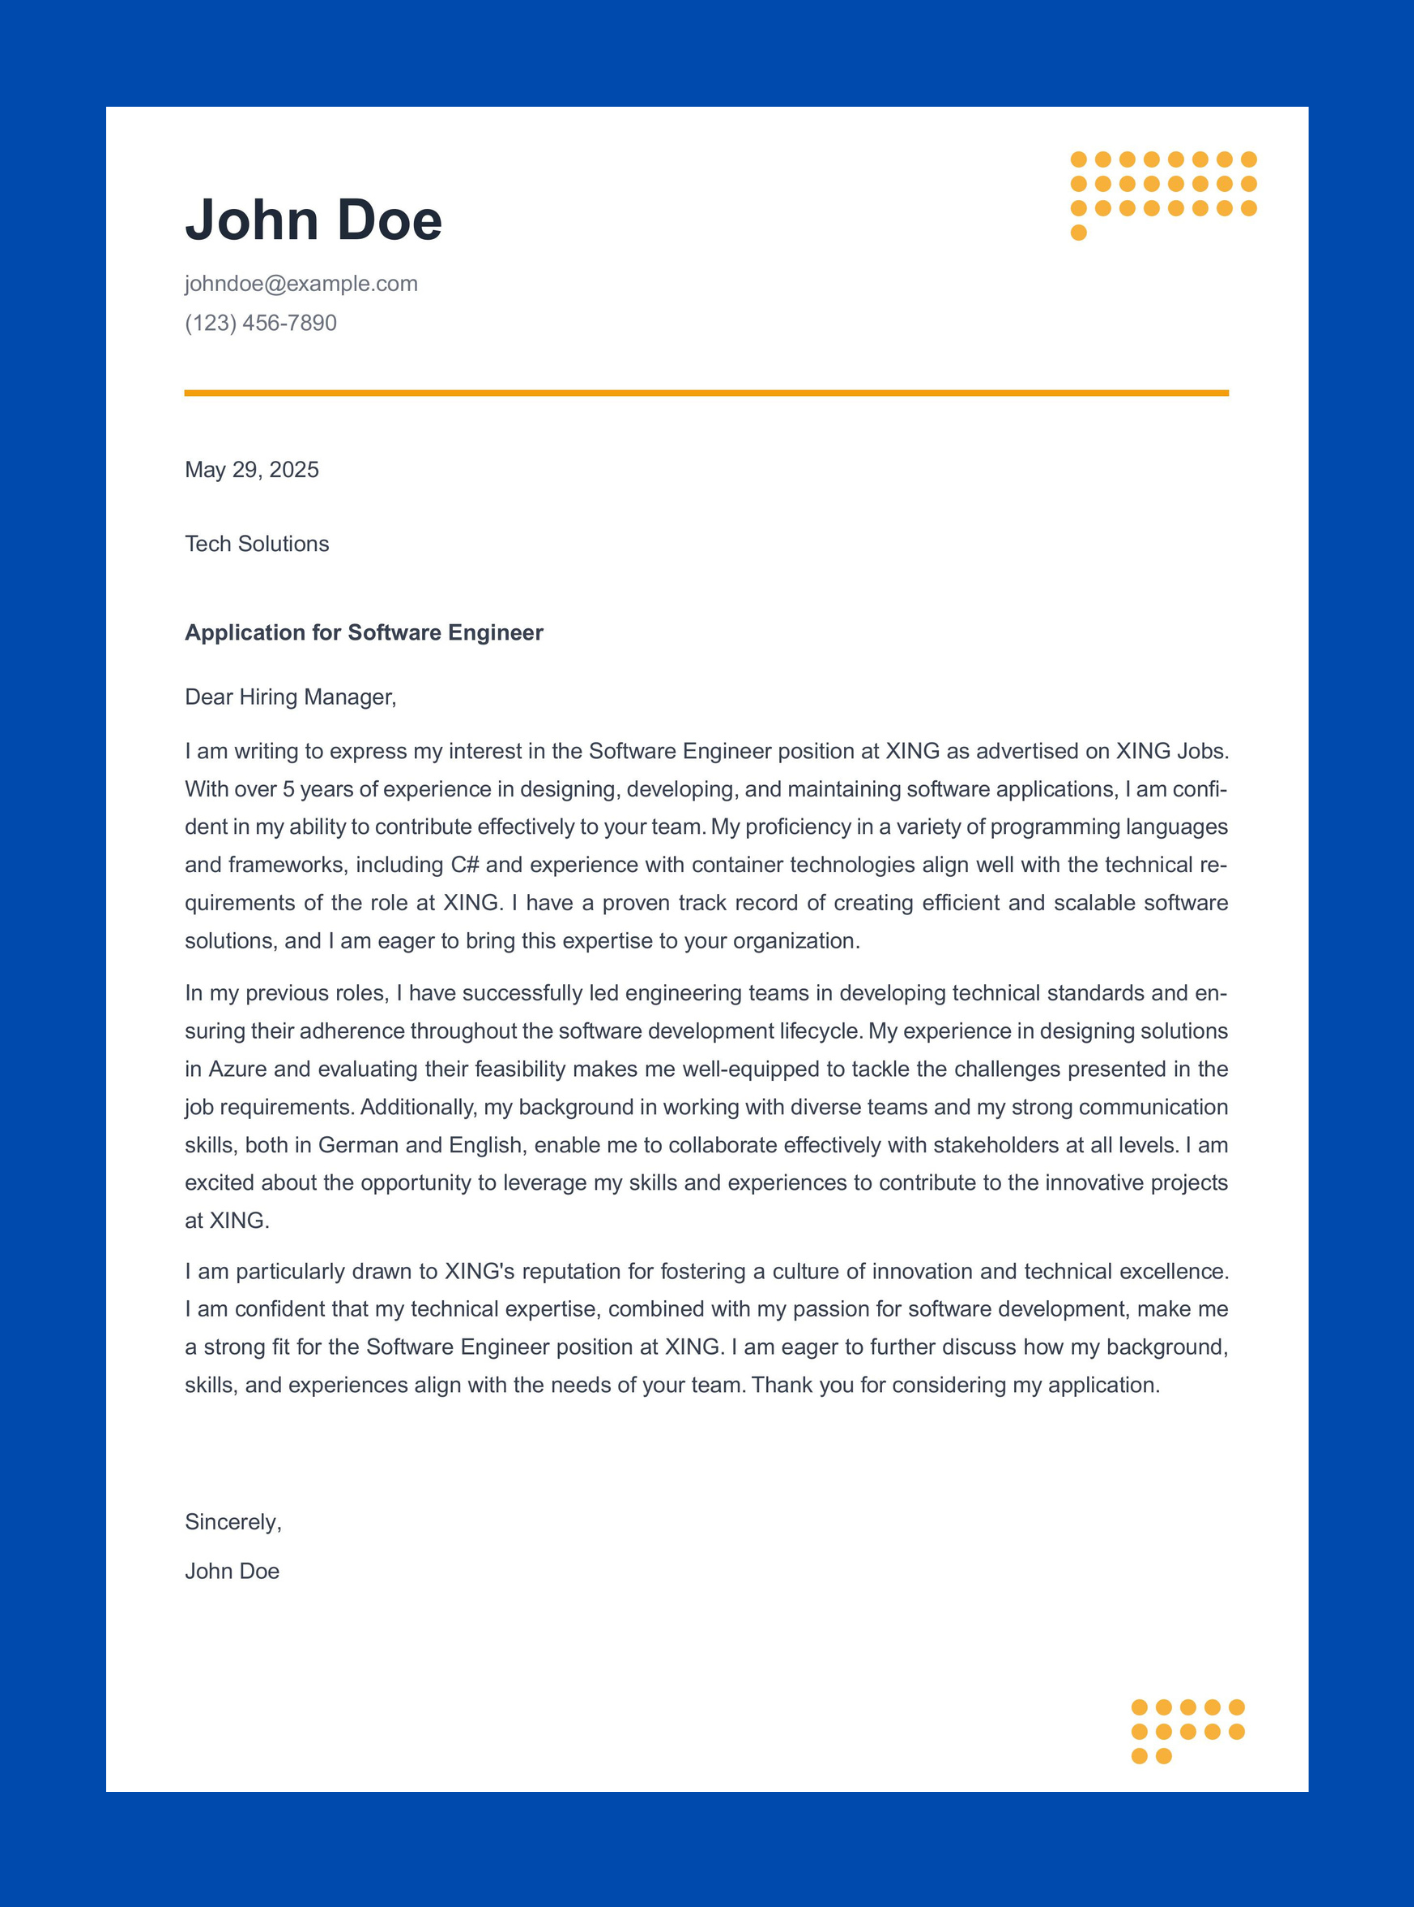 John Doe
johndoe@example.com
(123) 456-7890
May 29, 2025
Tech Solutions
Application for Software Engineer
Dear Hiring Manager,
I am writing to express my interest in the Software Engineer position at XING as advertised on XING Jobs.
With over 5 years of experience in designing, developing, and maintaining software applications, I am confi-
dent in my ability to contribute effectively to your team. My proficiency in a variety of programming languages
and frameworks, including C# and experience with container technologies align well with the technical re-
quirements of the role at XING. I have a proven track record of creating efficient and scalable software
solutions, and I am eager to bring this expertise to your organization.
In my previous roles, I have successfully led engineering teams in developing technical standards and en-
suring their adherence throughout the software development lifecycle. My experience in designing solutions
in Azure and evaluating their feasibility makes me well-equipped to tackle the challenges presented in the
job requirements. Additionally, my background in working with diverse teams and my strong communication
skills, both in German and English, enable me to collaborate effectively with stakeholders at all levels. I am
excited about the opportunity to leverage my skills and experiences to contribute to the innovative projects
at XING.
I am particularly drawn to XING's reputation for fostering a culture of innovation and technical excellence.
I am confident that my technical expertise, combined with my passion for software development, make me
a strong fit for the Software Engineer position at XING. I am eager to further discuss how my background,
skills, and experiences align with the needs of your team. Thank you for considering my application.
Sincerely,
John Doe